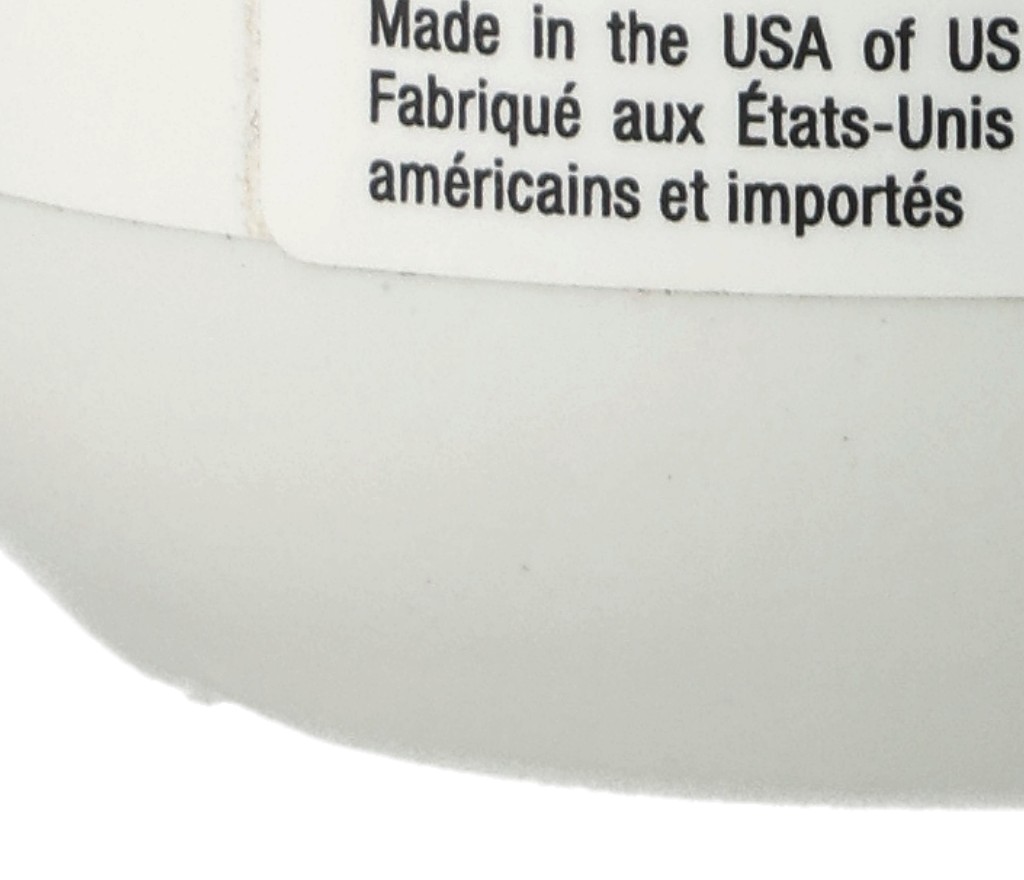 Made in the USA of US
Fabriqué aux États-Unis
américains et importés